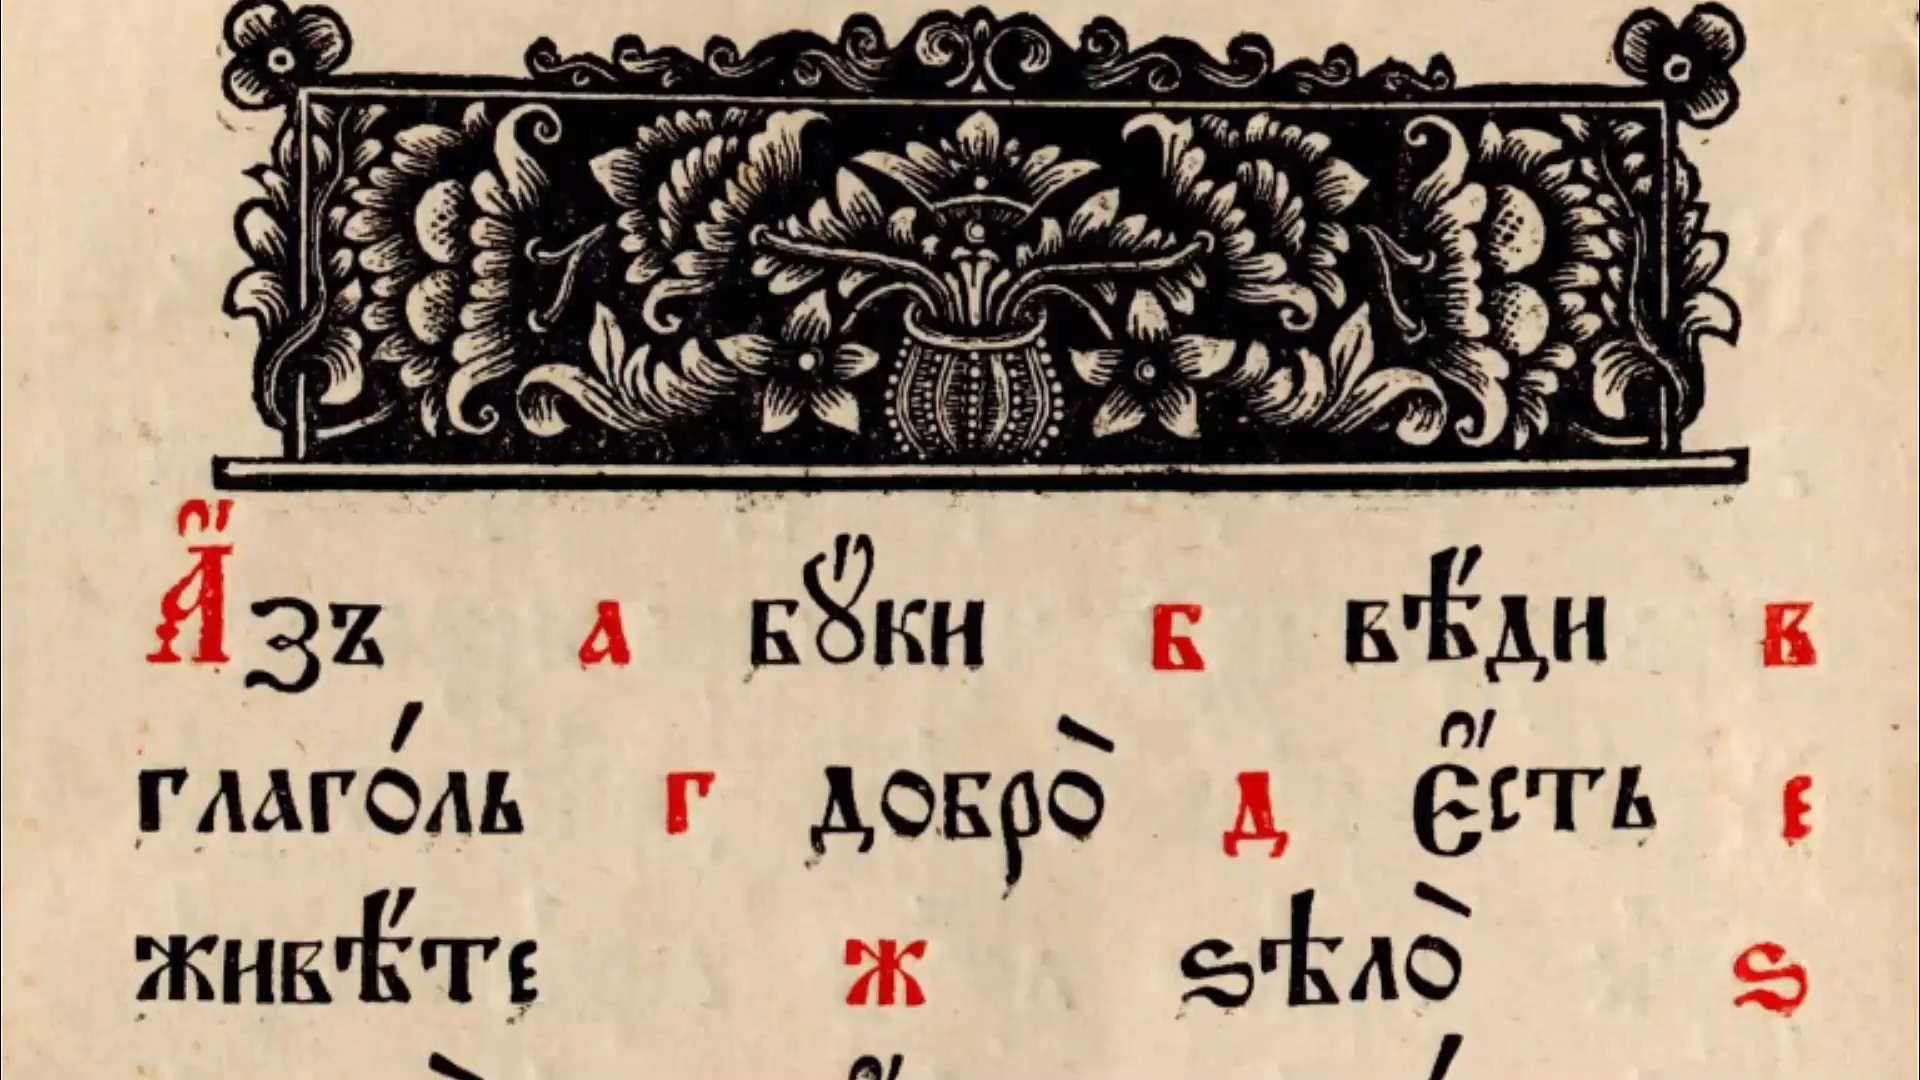 А҆́зъ а бꙋ́ки б вѣ́ди в
глаго́ль г добро̀ д є҆́сть е
живѣ́те ж ѕѣло̀ ѕ